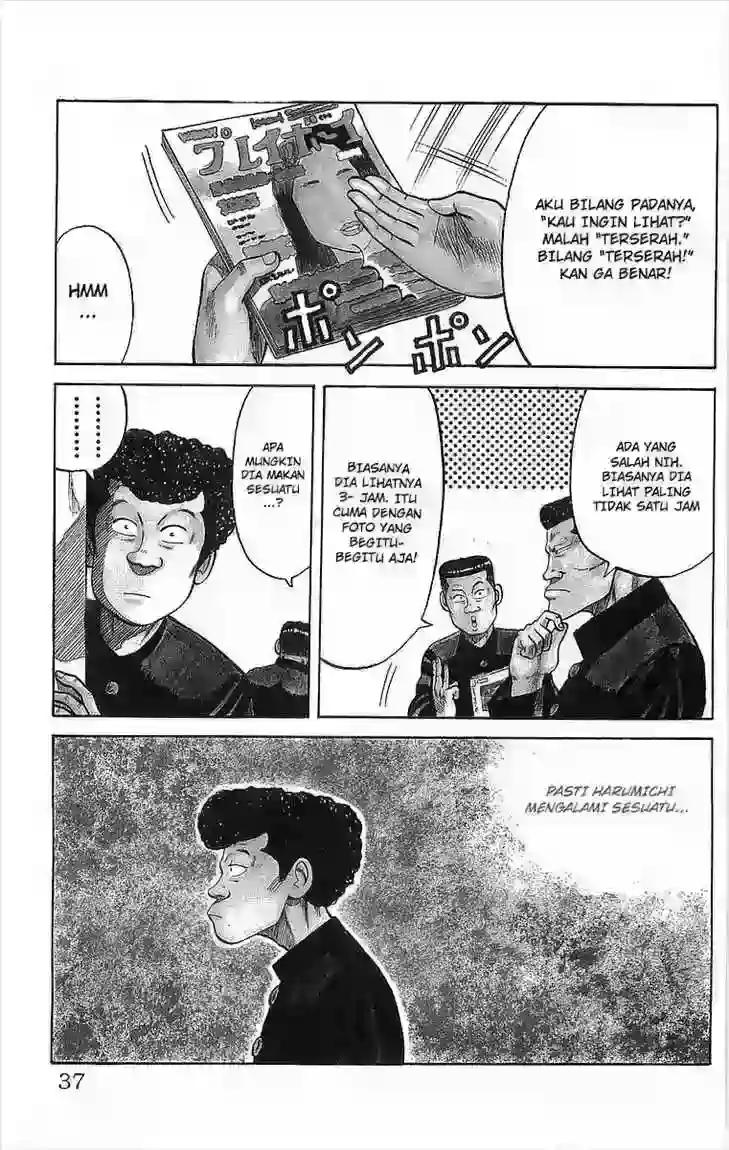 プレイボーイ
AKU BILANG PADANYA,
"KAU INGIN LIHAT?"
MALAH "TERSERAH."
BILANG "TERSERAH!"
KAN GA BENAR!
HMM
...
ポン
ポン
ADA YANG
SALAH NIH.
BIASANYA DIA
LIHAT PALING
TIDAK SATU JAM
BIASANYA
DIA LIHATNYA
3- JAM. ITU
CUMA DENGAN
FOTO YANG
BEGITU-
BEGITU AJA!
APA
MUNGKIN
DIA MAKAN
SESUATU
...?
PASTI HARUMICHI
MENGALAMI SESUATU...
37